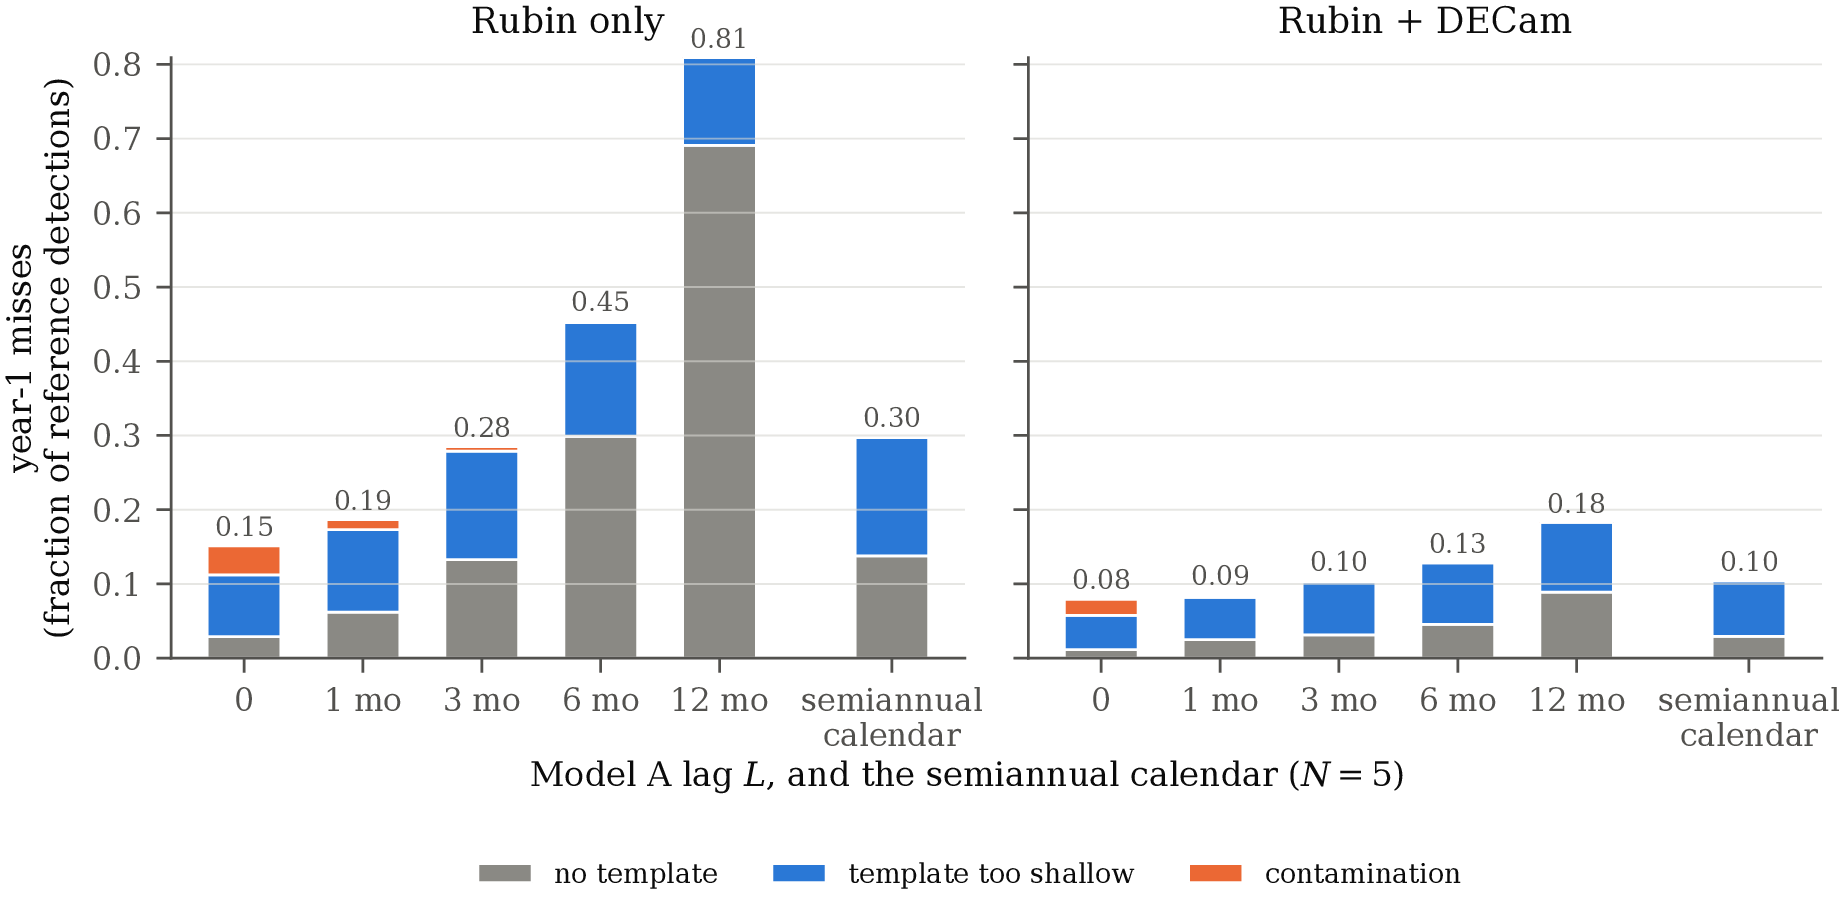 Rubin only
Rubin + DECam
year-1 misses
(fraction of reference detections)
0.8
0.7
0.6
0.5
0.4
0.3
0.2
0.1
0.0
0.15
0.19
0.28
0.45
0.81
0.30
0.08
0.09
0.10
0.13
0.18
0.10
0
1 mo
3 mo
6 mo
12 mo
semiannual
calendar
0
1 mo
3 mo
6 mo
12 mo
semiannual
calendar
Model A lag L, and the semiannual calendar (N = 5)
no template
template too shallow
contamination